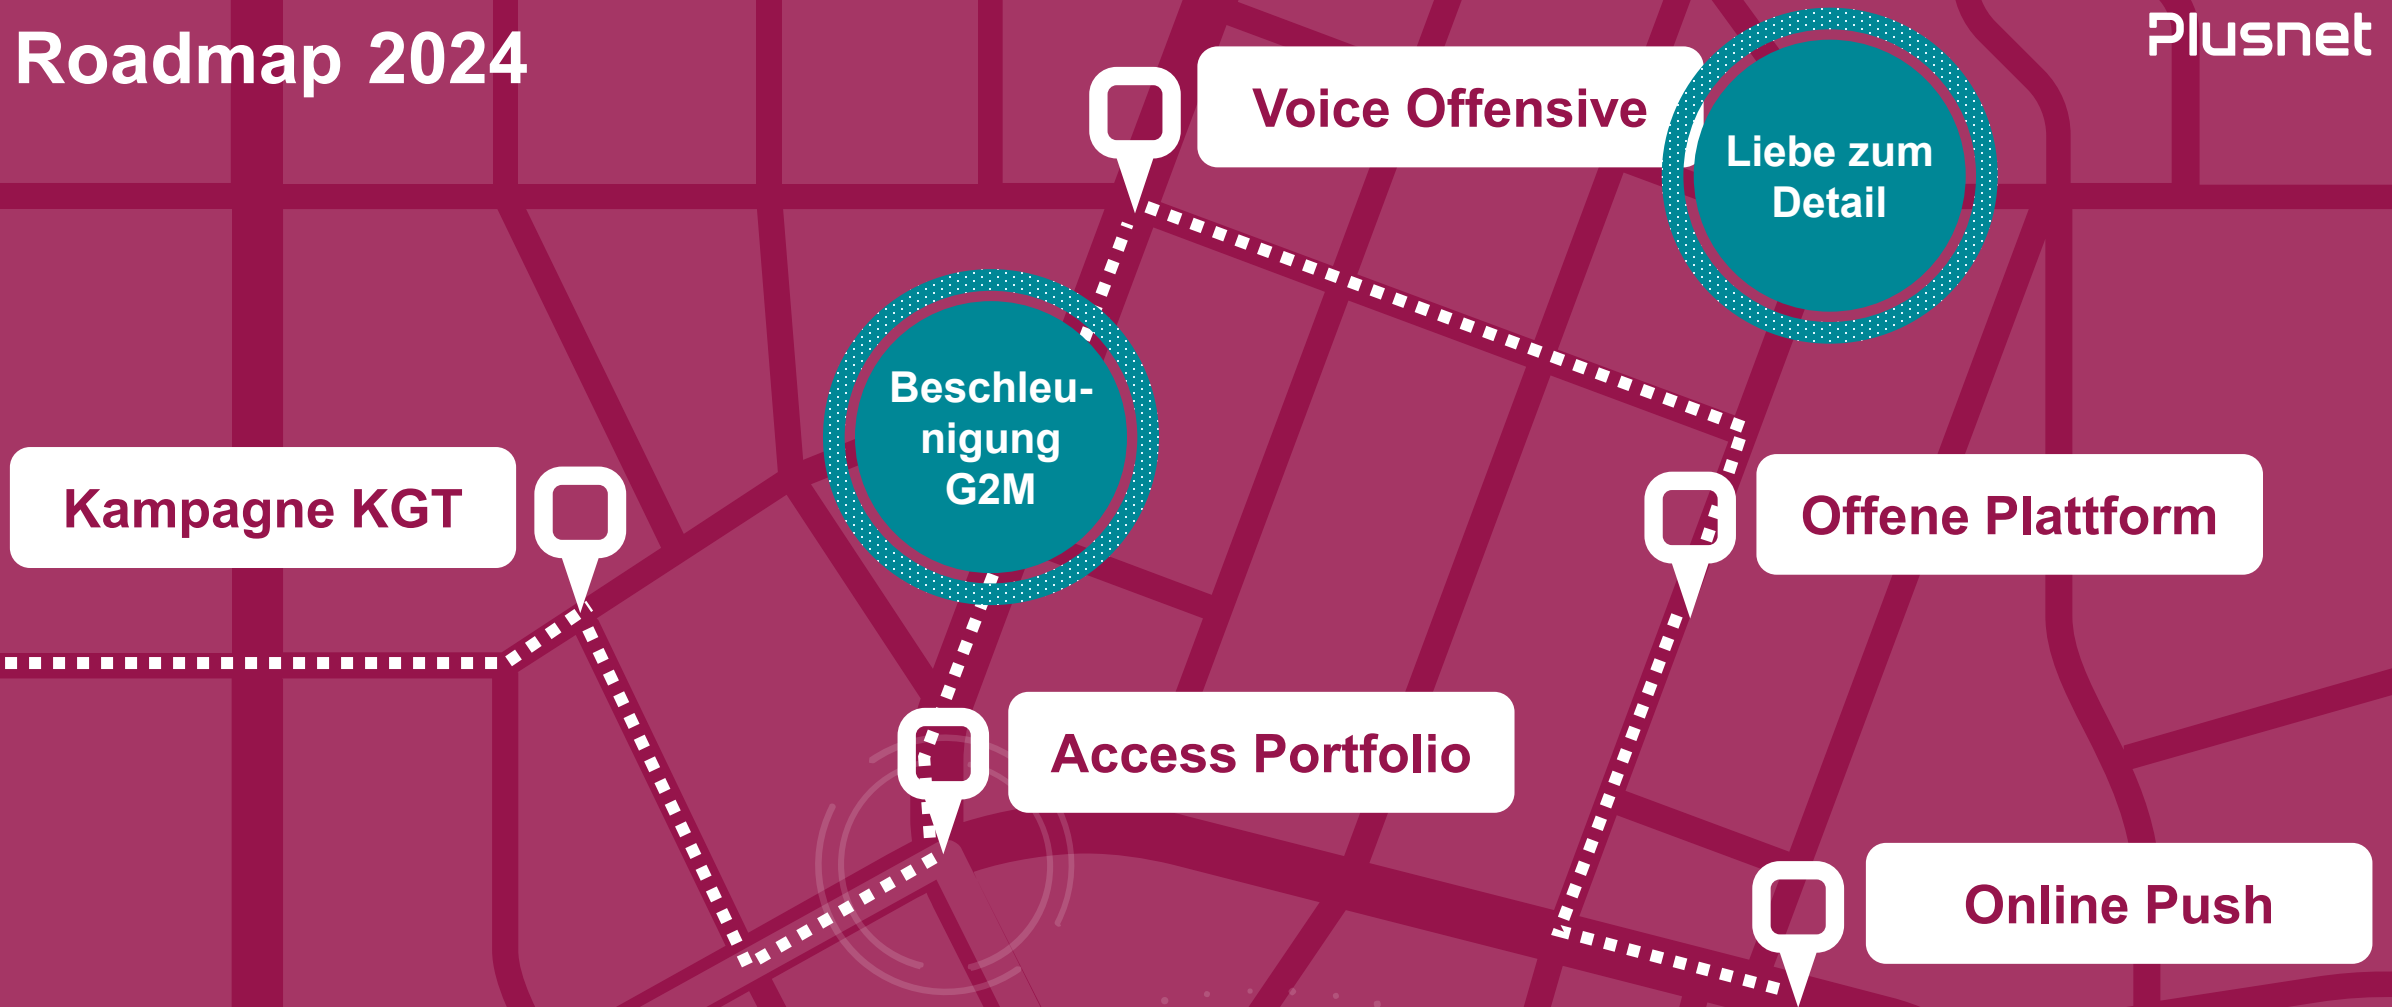 Roadmap 2024
Plusnet
Voice Offensive
Liebe zum
Detail
Beschleu-
nigung
G2M
Kampagne KGT
Offene Plattform
Access Portfolio
Online Push